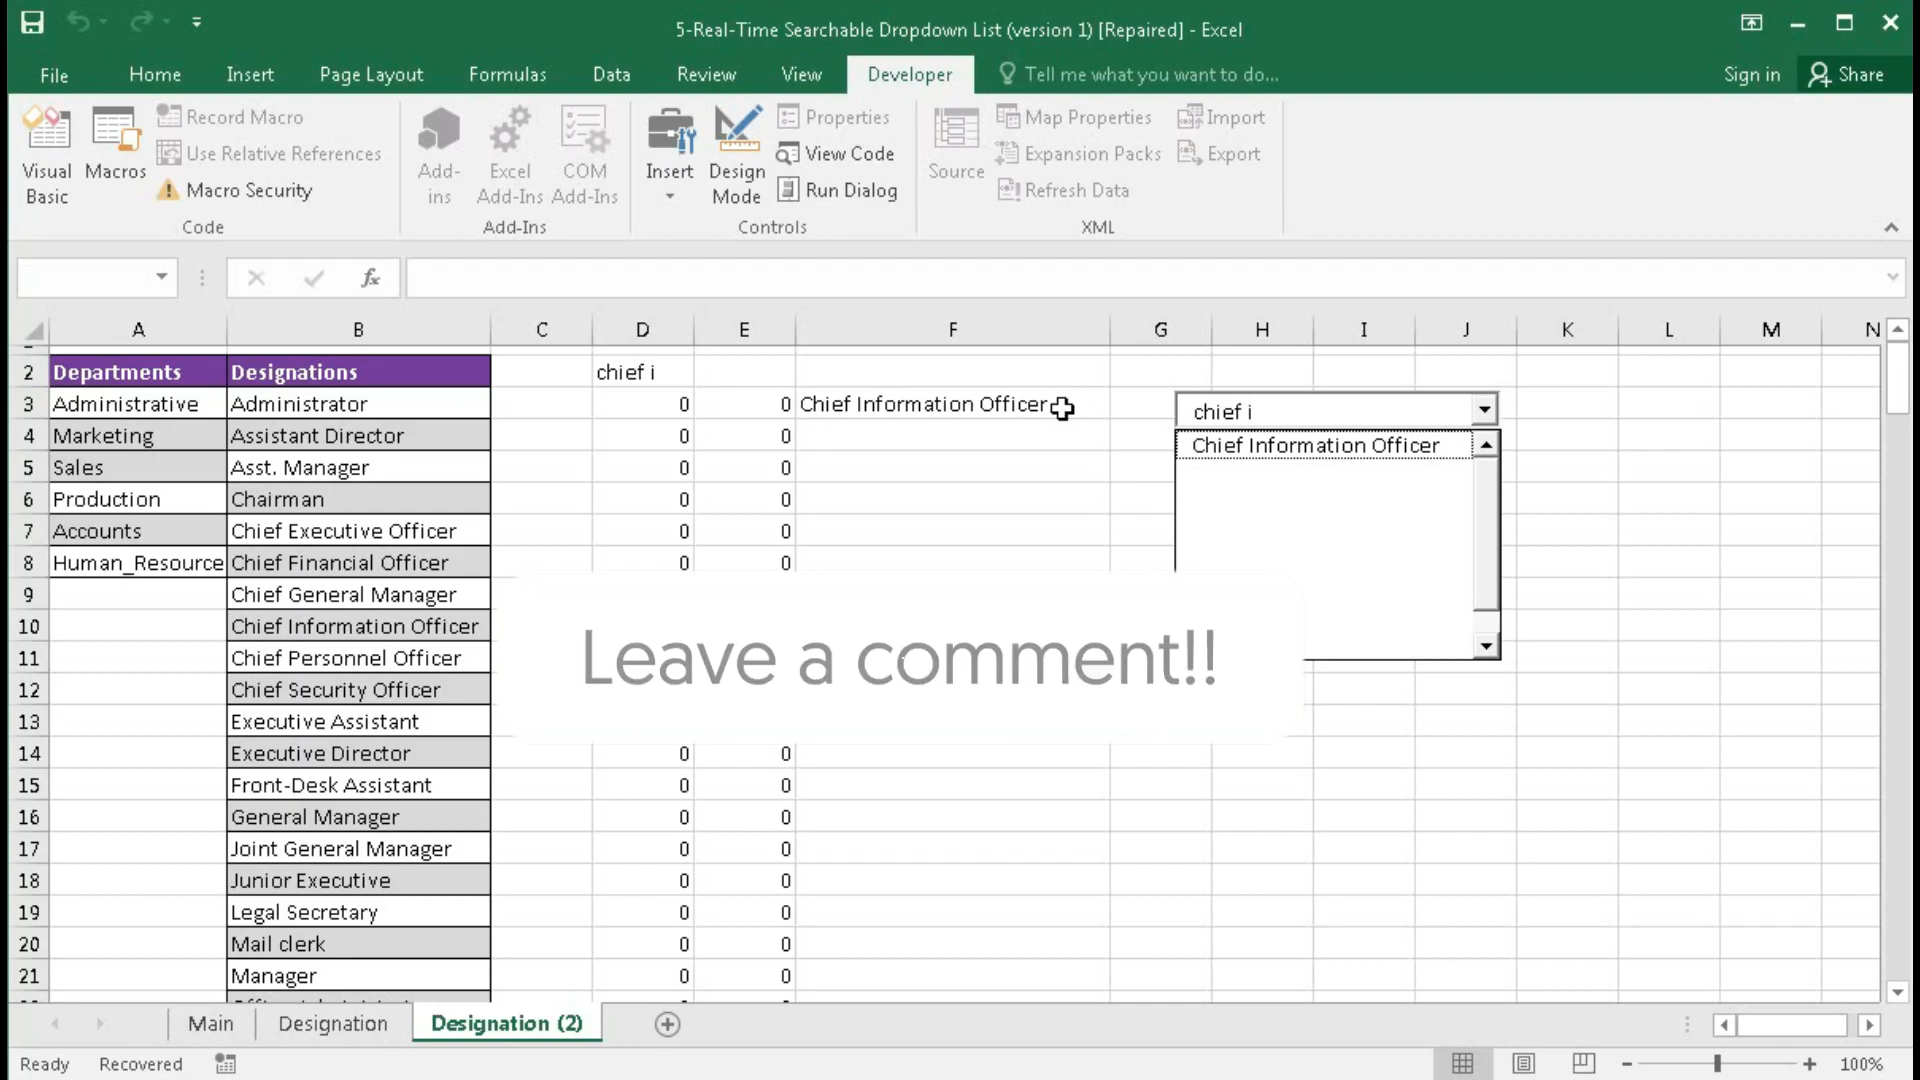 5-Real-Time Searchable Dropdown List (version 1) [Repaired] - Excel
File Home Insert Page Layout Formulas Data Review View Developer Tell me what you want to do... Sign in Share
Visual Basic
Macros
Record Macro
Use Relative References
Macro Security
Code
Add-ins
Excel Add-Ins
COM Add-Ins
Add-Ins
Insert
Design Mode
Properties
View Code
Run Dialog
Controls
Source
Map Properties
Expansion Packs
Refresh Data
Import
Export
XML
fx
A B C D E F G H I J K L M N
2 Departments Designations chief i
3 Administrative Administrator 0 0 Chief Information Officer
chief i
4 Marketing Assistant Director 0 0
Chief Information Officer
5 Sales Asst. Manager 0 0
6 Production Chairman 0 0
7 Accounts Chief Executive Officer 0 0
8 Human_Resource Chief Financial Officer 0 0
9 Chief General Manager
10 Chief Information Officer
11 Chief Personnel Officer
Leave a comment!!
12 Chief Security Officer
13 Executive Assistant
14 Executive Director 0 0
15 Front-Desk Assistant 0 0
16 General Manager 0 0
17 Joint General Manager 0 0
18 Junior Executive 0 0
19 Legal Secretary 0 0
20 Mail clerk 0 0
21 Manager 0 0
Main Designation Designation (2)
Ready Recovered 100%